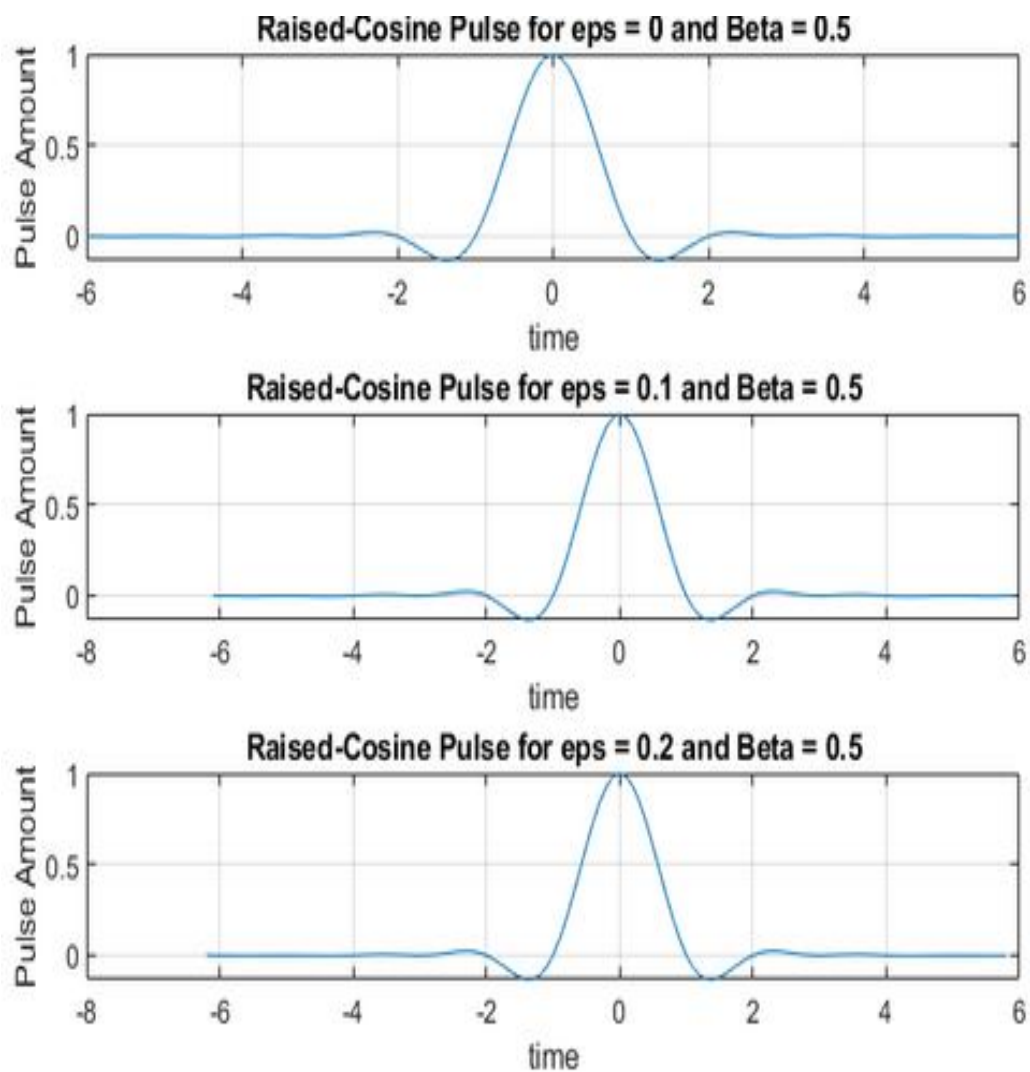 Raised-Cosine Pulse for eps = 0 and Beta = 0.5
Pulse Amount
1
0.5
0
-6 -4 -2 0 2 4 6
time
Raised-Cosine Pulse for eps = 0.1 and Beta = 0.5
Pulse Amount
1
0.5
0
-8 -6 -4 -2 0 2 4 6
time
Raised-Cosine Pulse for eps = 0.2 and Beta = 0.5
Pulse Amount
1
0.5
0
-8 -6 -4 -2 0 2 4 6
time